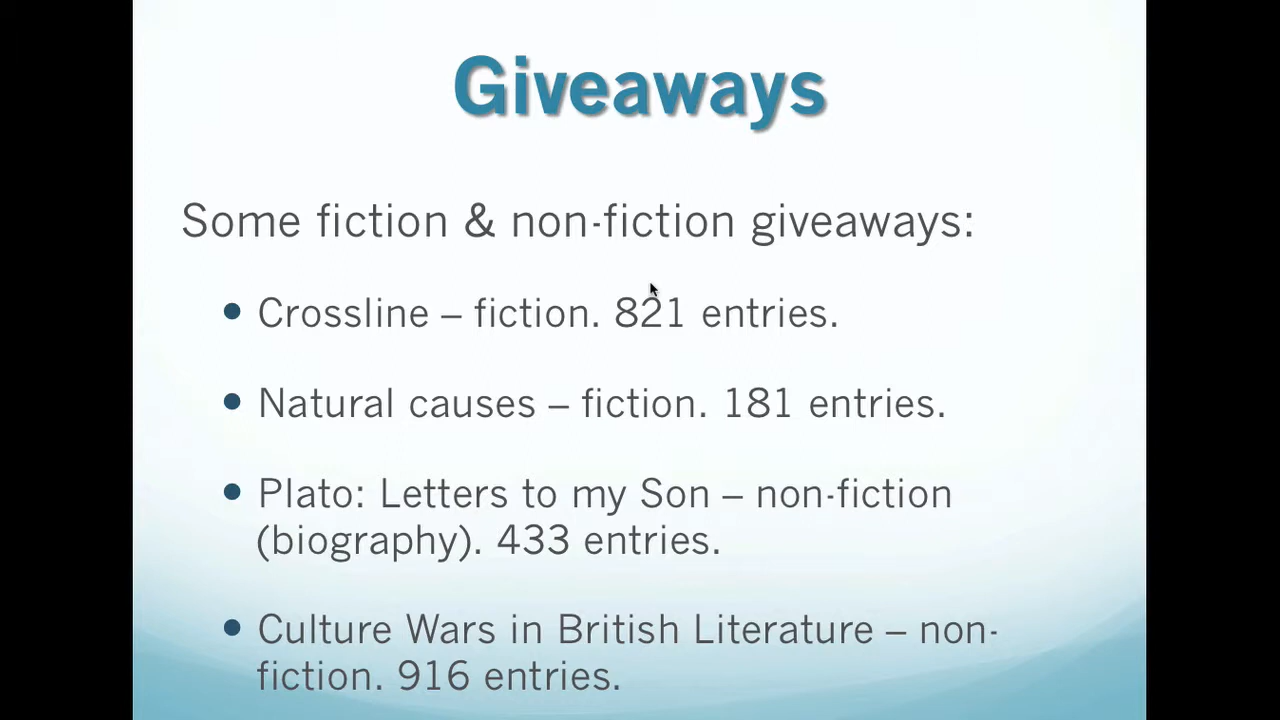 Giveaways
Some fiction & non-fiction giveaways:
• Crossline – fiction. 821 entries.
• Natural causes – fiction. 181 entries.
• Plato: Letters to my Son – non-fiction
(biography). 433 entries.
• Culture Wars in British Literature – non-
fiction. 916 entries.